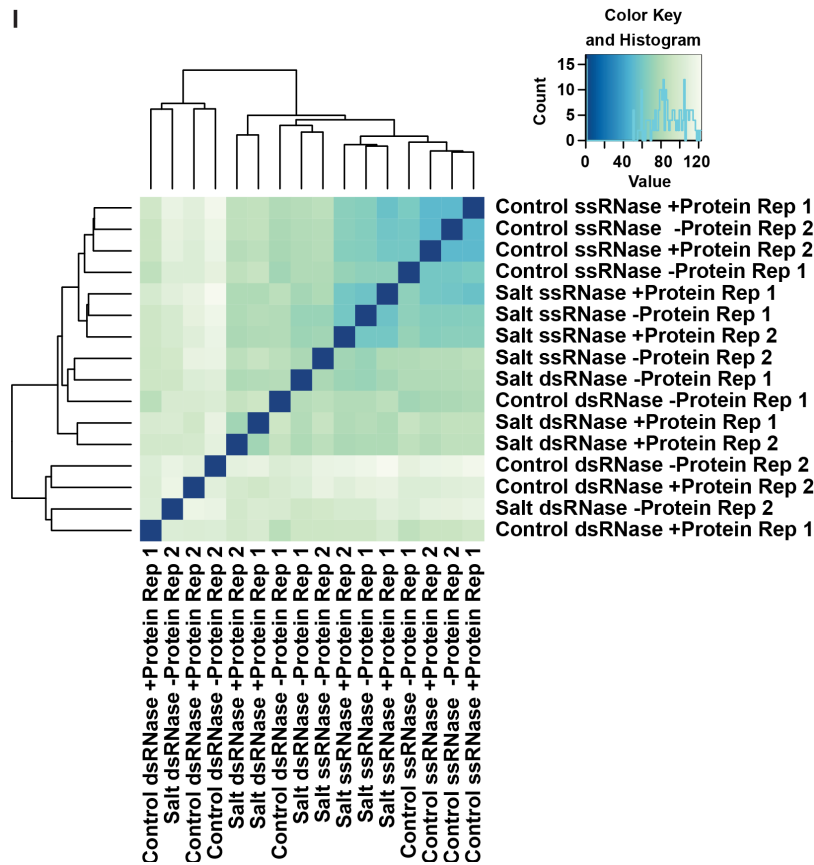 I
Color Key
and Histogram
Count
15
10
5
0
0 40 80 120
Value
Control ssRNase +Protein Rep 1
Control ssRNase -Protein Rep 2
Control ssRNase +Protein Rep 2
Control ssRNase -Protein Rep 1
Salt ssRNase +Protein Rep 1
Salt ssRNase -Protein Rep 1
Salt ssRNase +Protein Rep 2
Salt ssRNase -Protein Rep 2
Salt dsRNase -Protein Rep 1
Control dsRNase -Protein Rep 1
Salt dsRNase +Protein Rep 1
Salt dsRNase +Protein Rep 2
Control dsRNase -Protein Rep 2
Control dsRNase +Protein Rep 2
Salt dsRNase -Protein Rep 2
Control dsRNase +Protein Rep 1
Control dsRNase +Protein Rep 1
Salt dsRNase -Protein Rep 2
Control dsRNase +Protein Rep 2
Control dsRNase -Protein Rep 2
Salt dsRNase +Protein Rep 2
Salt dsRNase +Protein Rep 1
Control dsRNase -Protein Rep 1
Salt dsRNase -Protein Rep 1
Salt ssRNase -Protein Rep 2
Salt ssRNase +Protein Rep 2
Salt ssRNase -Protein Rep 1
Salt ssRNase +Protein Rep 1
Control ssRNase -Protein Rep 1
Control ssRNase +Protein Rep 2
Control ssRNase -Protein Rep 2
Control ssRNase +Protein Rep 1